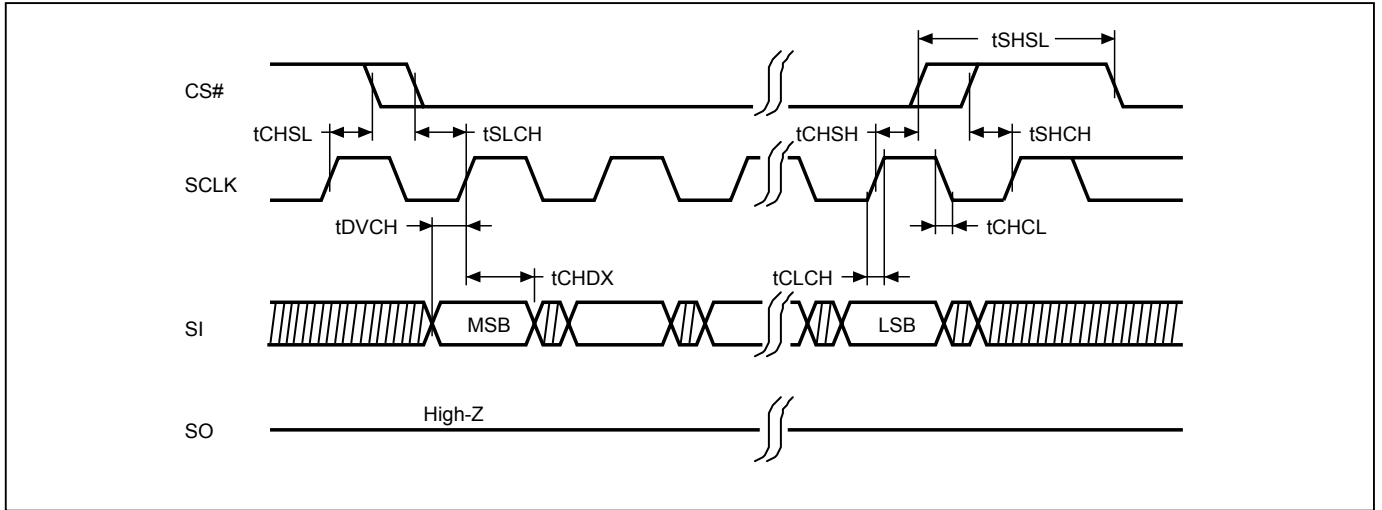 tSHSL
CS#
tCHSL
tSLCH
tCHSH
tSHCH
SCLK
tDVCH
tCHCL
tCHDX
tCLCH
SI
MSB
LSB
High-Z
SO